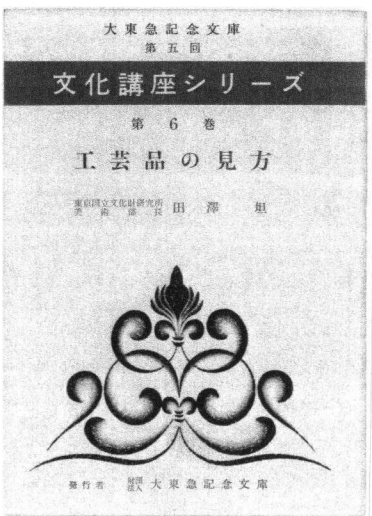 大東急記念文庫
第五回
文化講座シリーズ
第6巻
工芸品の見方
東京国立文化財研究所
美術部長
田澤坦
発行者
財団
法人
大東急記念文庫